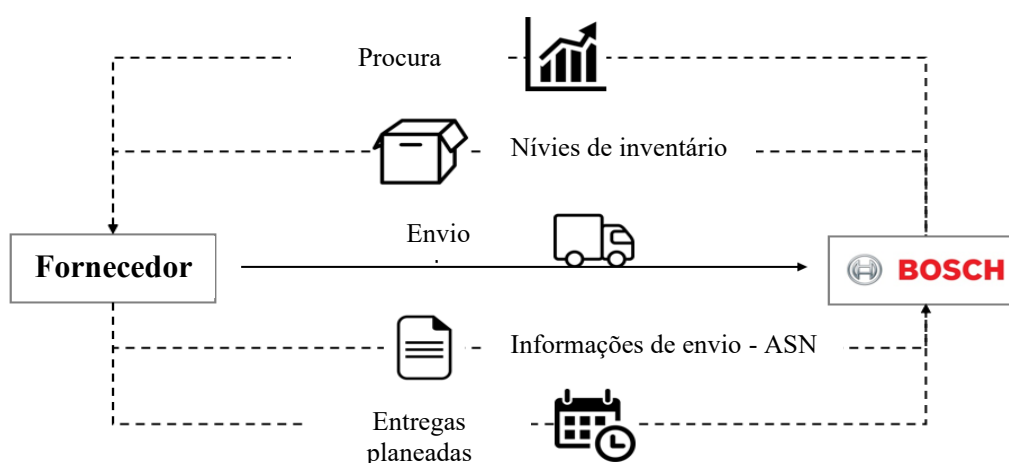 Procura
Nívies de inventário
Envio
Fornecedor
BOSCH
Informações de envio - ASN
Entregas
planeadas